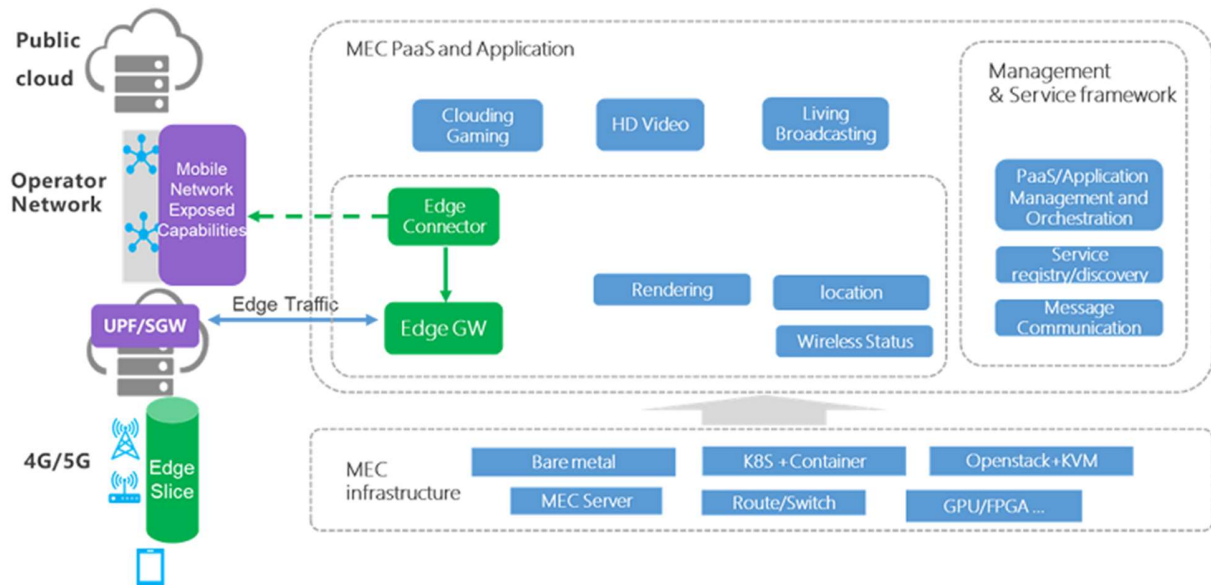 Public
cloud
Operator
Network
Mobile
Network
Exposed
Capabilities
UPF/SGW
Edge Traffic
4G/5G
Edge
Slice
MEC PaaS and Application
Clouding
Gaming
HD Video
Living
Broadcasting
Edge
Connector
Edge GW
Rendering
location
Wireless Status
Management
& Service framework
PaaS/Application
Management and
Orchestration
Service
registry/discovery
Message
Communication
MEC
infrastructure
Bare metal
K8S +Container
Openstack+KVM
MEC Server
Route/Switch
GPU/FPGA ...